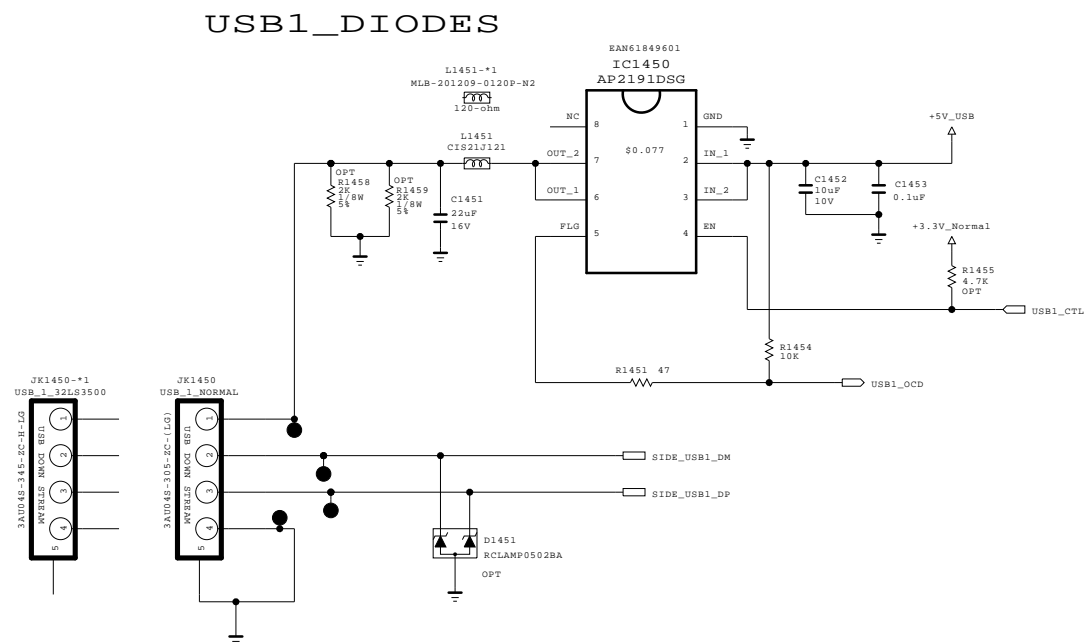 USB1_DIODES
EAN61849601
IC1450
AP2191DSG
L1451-*1
MLB-201209-0120P-N2
120-ohm
L1451
CIS21J121
NC
8
1
GND
+5V_USB
OUT_2
7
$0.077
2
IN_1
OUT_1
6
3
IN_2
FLG
5
4
EN
OPT
R1458
2K
1/8W
5%
OPT
R1459
2K
1/8W
5%
C1451
22uF
16V
C1452
10uF
10V
C1453
0.1uF
+3.3V_Normal
R1455
4.7K
OPT
USB1_CTL
R1454
10K
R1451 47
USB1_OCD
JK1450-*1
USB_1_32LS3500
3AU04S-345-ZC-H-LG
USB DOWN STREAM
1
2
3
4
5
JK1450
USB_1_NORMAL
3AU04S-305-ZC-(LG)
USB DOWN STREAM
1
2
3
4
5
SIDE_USB1_DM
SIDE_USB1_DP
D1451
RCLAMP0502BA
OPT